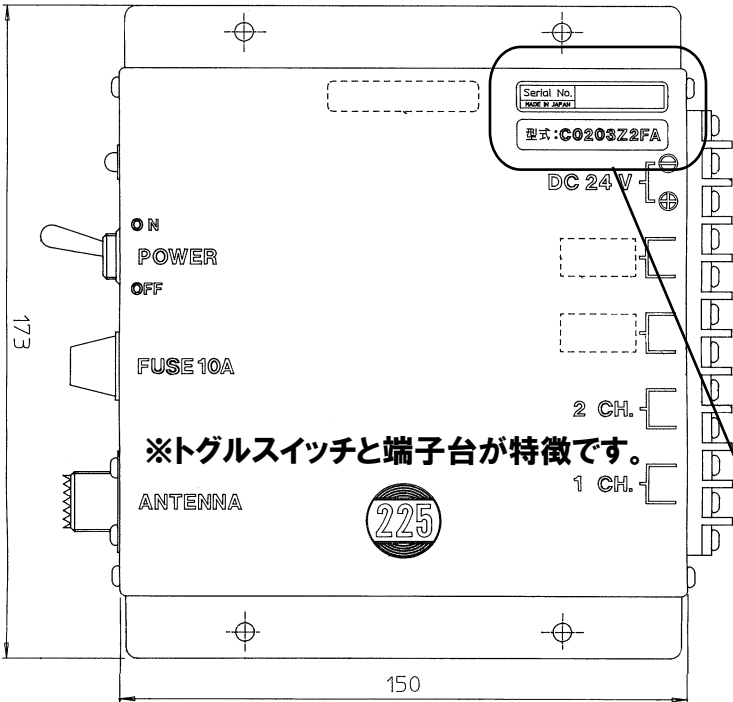 Serial No.
MADE IN JAPAN
型式:C0203Z2FA
DC 24 V
⊖
⊕
ON
POWER
OFF
173
FUSE 10A
2 CH.
※トグルスイッチと端子台が特徴です。
1 CH.
ANTENNA
225
150